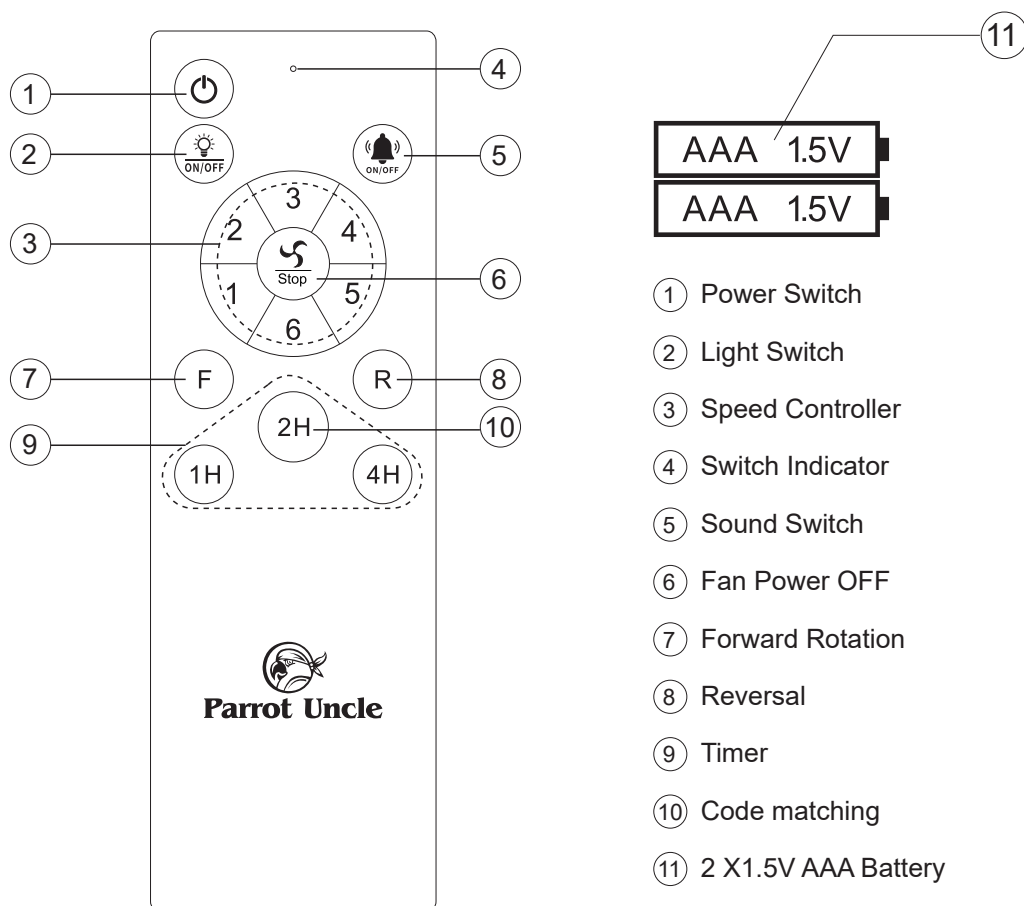 1
4
11
2
ON/OFF
ON/OFF
5
AAA 1.5V
AAA 1.5V
3
3
2
4
Stop
1
5
6
6
7
F
R
8
9
2H
10
1H
4H
Parrot Uncle
1 Power Switch
2 Light Switch
3 Speed Controller
4 Switch Indicator
5 Sound Switch
6 Fan Power OFF
7 Forward Rotation
8 Reversal
9 Timer
10 Code matching
11 2 X1.5V AAA Battery